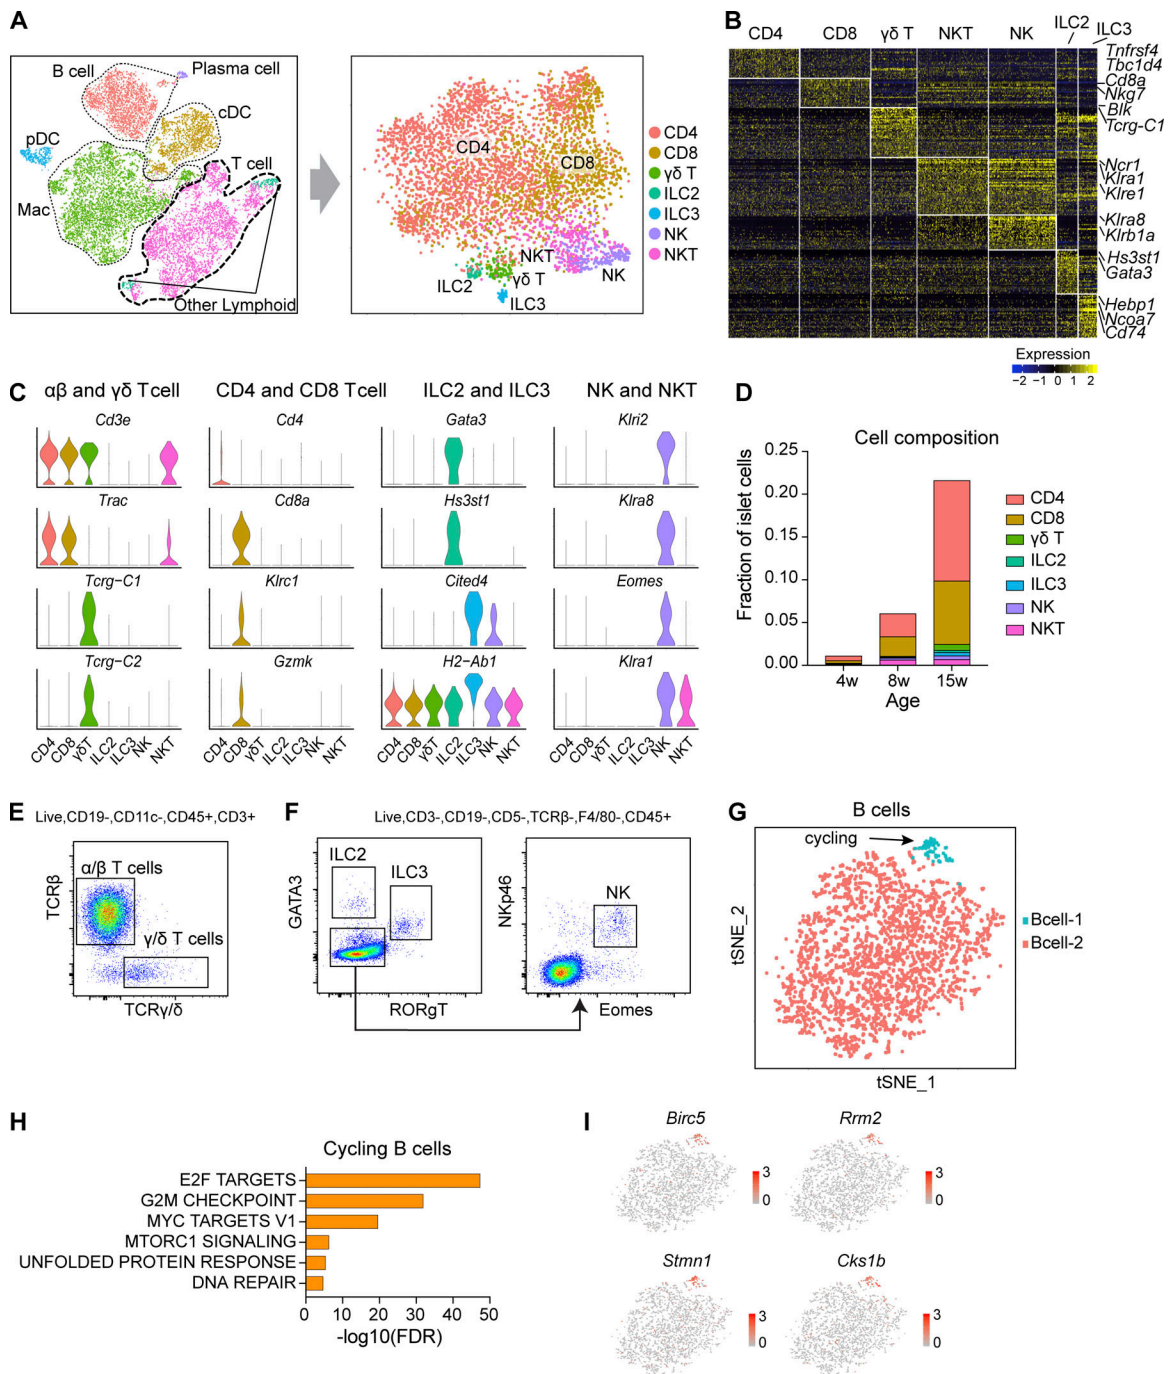 A
B cell
Plasma cell
cDC
pDC
T cell
Mac
Other Lymphoid
CD4
CD8
NKT
γδ T
NK
ILC2
ILC3
CD4
CD8
γδ T
ILC2
ILC3
NK
NKT
B
CD4 CD8 γδ T NKT NK ILC2 ILC3
Tnfrsf4
Tbc1d4
Cd8a
Nkg7
Blk
Tcrg-C1
Ncr1
Klra1
Klre1
Klra8
Klrb1a
Hs3st1
Gata3
Hebp1
Ncoa7
Cd74
Expression
−2 −1 0 1 2
C
αβ and γδ Tcell
CD4 and CD8 Tcell
ILC2 and ILC3
NK and NKT
Cd3e Cd4 Gata3 Klri2
Trac Cd8a Hs3st1 Klra8
Tcrg−C1 Klrc1 Cited4 Eomes
Tcrg−C2 Gzmk H2−Ab1 Klra1
CD4 CD8 γδT ILC2 ILC3 NK NKT
CD4 CD8 γδT ILC2 ILC3 NK NKT
CD4 CD8 γδT ILC2 ILC3 NK NKT
CD4 CD8 γδT ILC2 ILC3 NK NKT
D
Cell composition
Fraction of islet cells
0.25
0.20
0.15
0.10
0.05
0.00
4w 8w 15w
Age
CD4
CD8
γδ T
ILC2
ILC3
NK
NKT
E
Live,CD19-,CD11c-,CD45+,CD3+
TCRβ
α/β T cells
γ/δ T cells
TCRγ/δ
F
Live,CD3-,CD19-,CD5-,TCRβ-,F4/80-,CD45+
GATA3
ILC2
ILC3
RORgT
NKp46
NK
Eomes
G
B cells
cycling
tSNE_2
tSNE_1
Bcell-1
Bcell-2
H
Cycling B cells
E2F TARGETS
G2M CHECKPOINT
MYC TARGETS V1
MTORC1 SIGNALING
UNFOLDED PROTEIN RESPONSE
DNA REPAIR
0 10 20 30 40 50
-log10(FDR)
I
Birc5
3
0
Rrm2
3
0
Stmn1
3
0
Cks1b
3
0